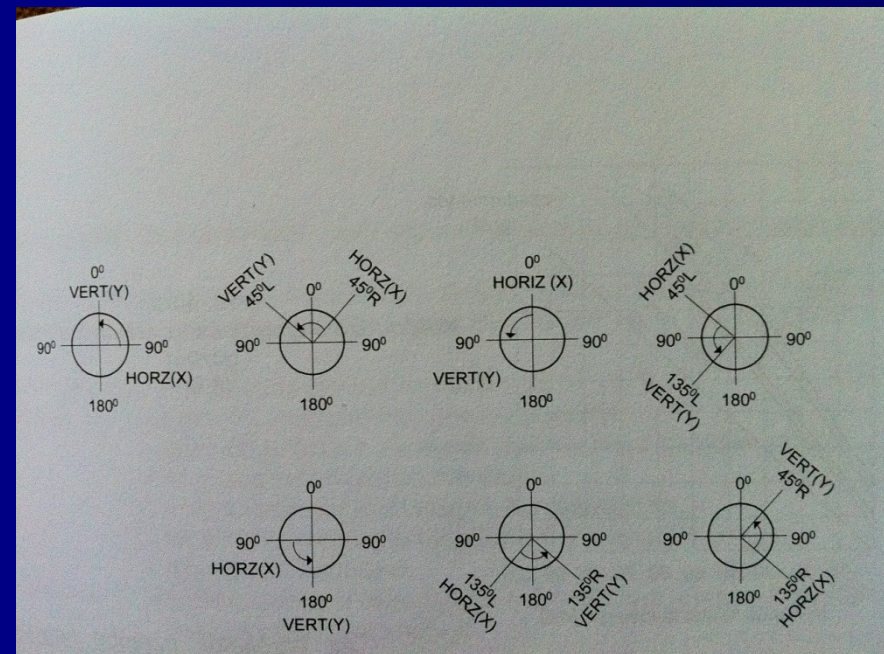 0⁰
VERT(Y)
90⁰
90⁰
HORZ(X)
180⁰
VERT(Y)
45⁰L
0⁰
HORZ(X)
45⁰R
90⁰
90⁰
180⁰
0⁰
HORIZ (X)
90⁰
90⁰
VERT(Y)
180⁰
HORZ(X)
45⁰L
0⁰
90⁰
90⁰
135⁰L
VERT(Y)
180⁰
0⁰
90⁰
90⁰
HORZ(X)
180⁰
VERT(Y)
0⁰
90⁰
90⁰
135⁰L
HORZ(X)
180⁰
135⁰R
VERT(Y)
0⁰
VERT(Y)
45⁰R
90⁰
90⁰
180⁰
135⁰R
HORZ(X)